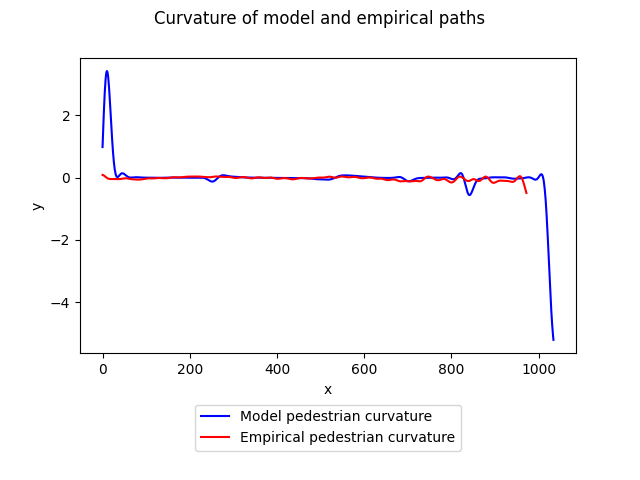 Curvature of model and empirical paths
2
0
−2
−4
y
0 200 400 600 800 1000
x
Model pedestrian curvature
Empirical pedestrian curvature